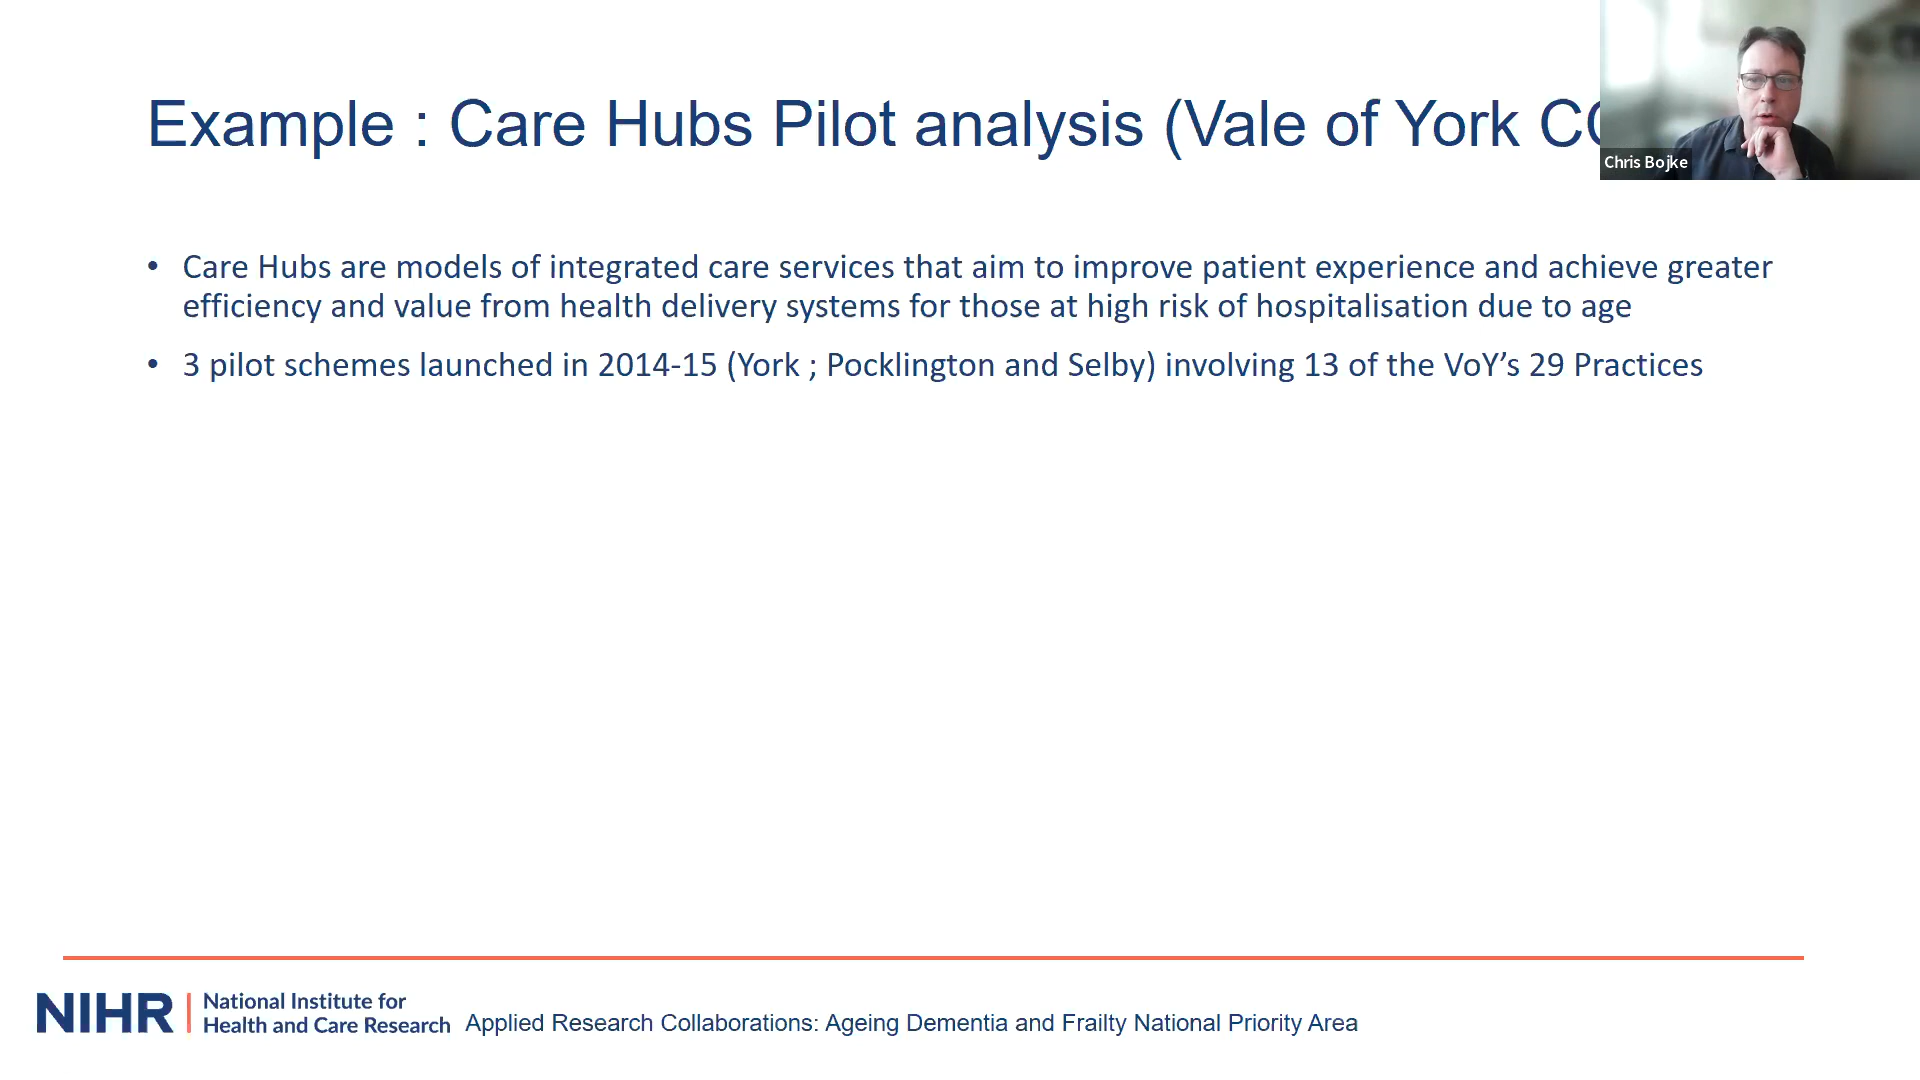 Example : Care Hubs Pilot analysis (Vale of York
Chris Bojke
• Care Hubs are models of integrated care services that aim to improve patient experience and achieve greater
efficiency and value from health delivery systems for those at high risk of hospitalisation due to age
• 3 pilot schemes launched in 2014-15 (York ; Pocklington and Selby) involving 13 of the VoY’s 29 Practices
NIHR | National Institute for
Health and Care Research
Applied Research Collaborations: Ageing Dementia and Frailty National Priority Area